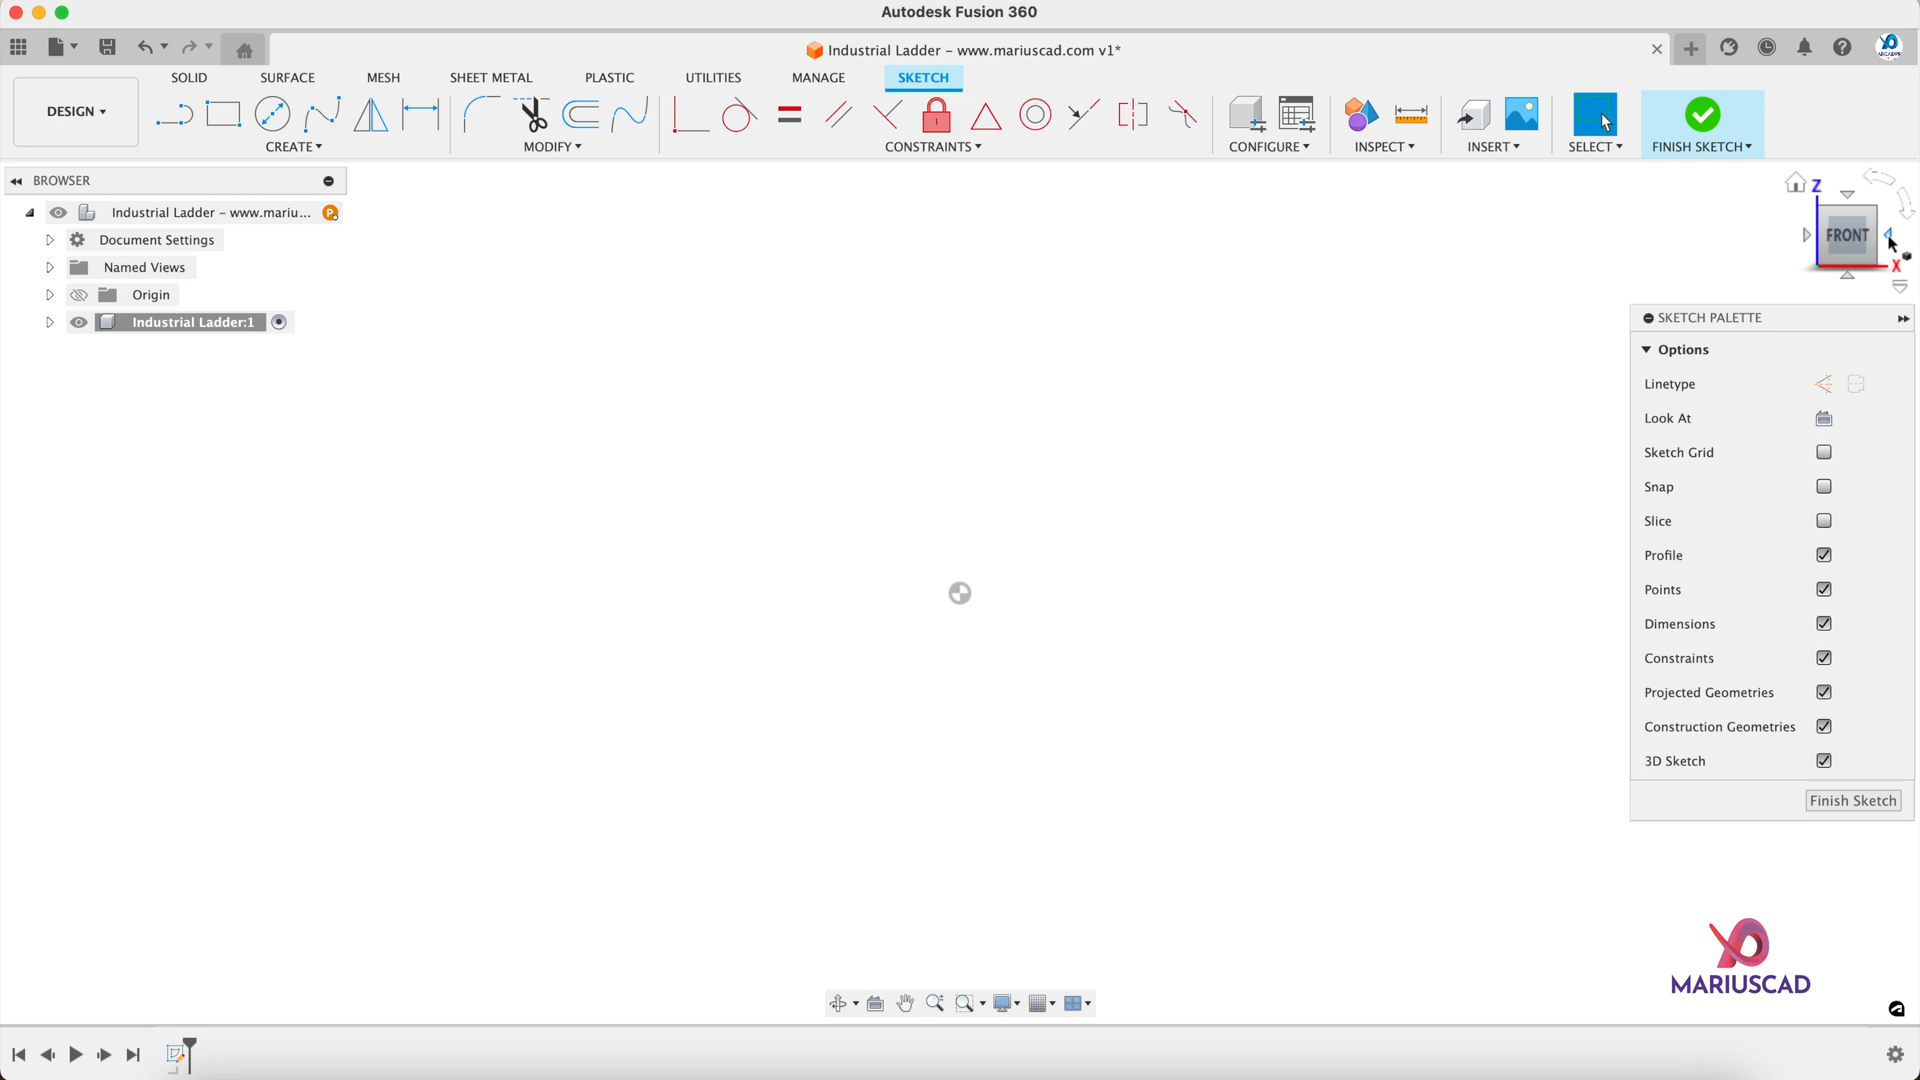 Autodesk Fusion 360
Industrial Ladder – www.mariuscad.com v1*
SOLID SURFACE MESH SHEET METAL PLASTIC UTILITIES MANAGE SKETCH
DESIGN
CREATE MODIFY CONSTRAINTS CONFIGURE INSPECT INSERT SELECT FINISH SKETCH
BROWSER
Industrial Ladder – www.mariu...
Document Settings
Named Views
Origin
Industrial Ladder:1
Z
FRONT
X
SKETCH PALETTE
Options
Linetype
Look At
Sketch Grid
Snap
Slice
Profile
Points
Dimensions
Constraints
Projected Geometries
Construction Geometries
3D Sketch
Finish Sketch
MARIUSCAD